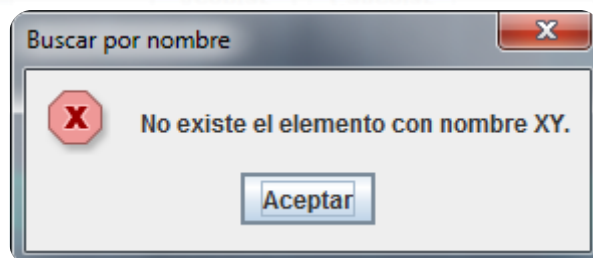 Buscar por nombre
No existe el elemento con nombre XY.
Aceptar